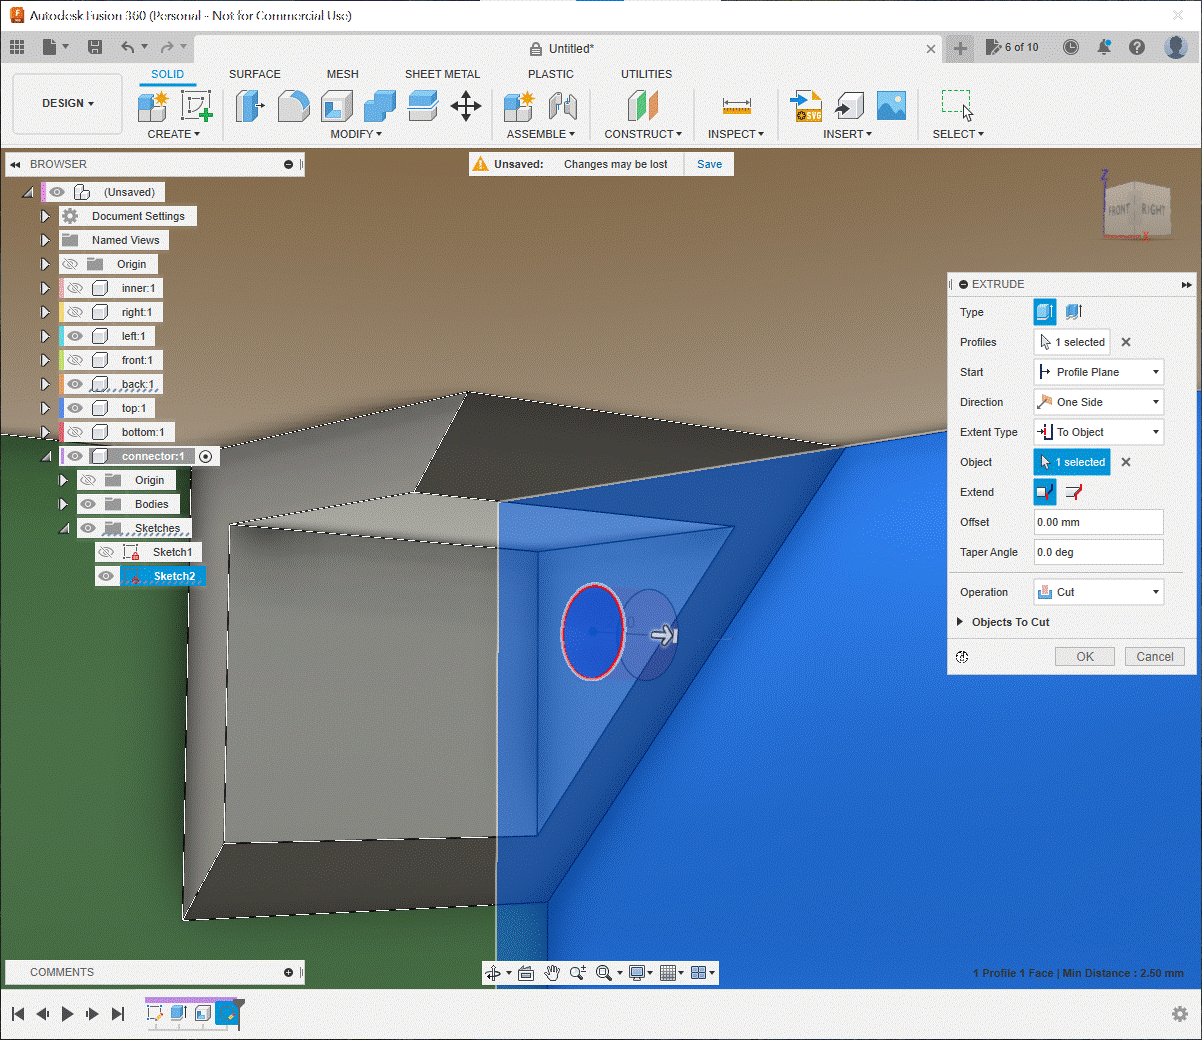 Autodesk Fusion 360 (Personal - Not for Commercial Use)
Untitled*
6 of 10
DESIGN
SOLID SURFACE MESH SHEET METAL PLASTIC UTILITIES
SVG
CREATE MODIFY ASSEMBLE CONSTRUCT INSPECT INSERT SELECT
BROWSER
Unsaved: Changes may be lost Save
(Unsaved)
Document Settings
Named Views
Origin
inner:1
right:1
left:1
front:1
back:1
top:1
bottom:1
connector:1
Origin
Bodies
Sketches
Sketch1
Sketch2
Z
FRONT RIGHT
X
EXTRUDE
Type
Profiles 1 selected
Start Profile Plane
Direction One Side
Extent Type To Object
Object 1 selected
Extend
Offset 0.00 mm
Taper Angle 0.0 deg
Operation Cut
Objects To Cut
OK Cancel
COMMENTS
1 Profile 1 Face | Min Distance : 2.50 mm